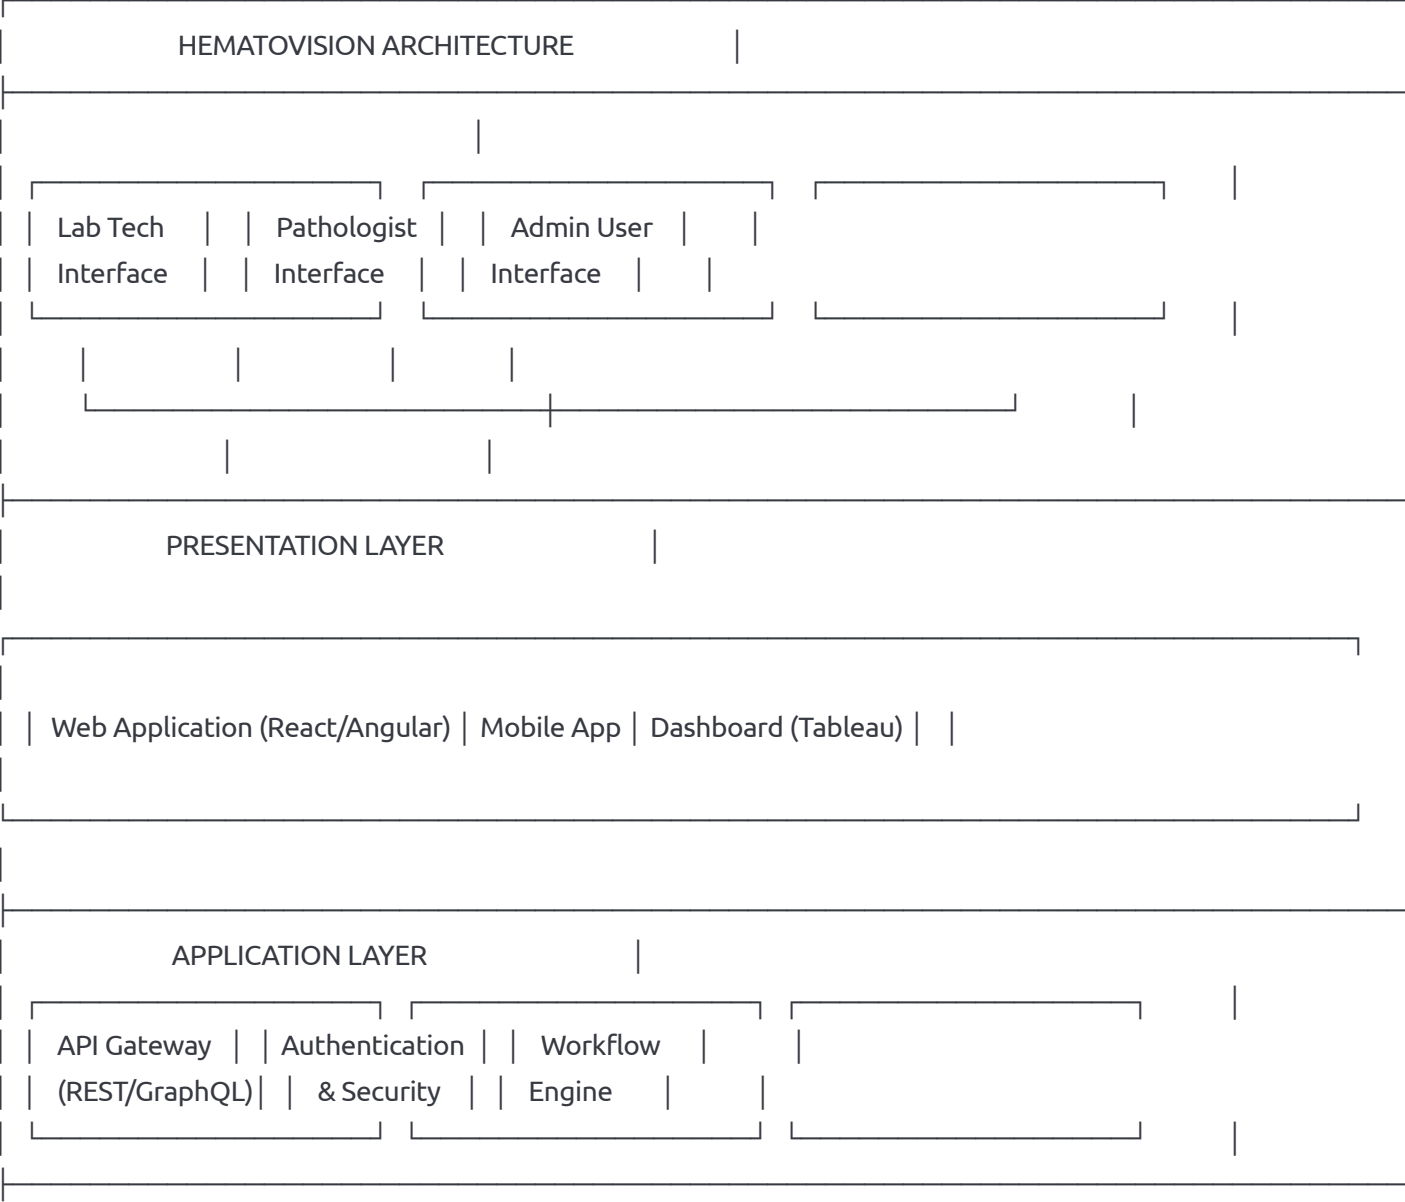 HEMATOVISION ARCHITECTURE
Lab Tech │ │ Pathologist │ │ Admin User
Interface │ │ Interface │ │ Interface
PRESENTATION LAYER
Web Application (React/Angular) │ Mobile App │ Dashboard (Tableau) │
APPLICATION LAYER
API Gateway │ │ Authentication │ │ Workflow
(REST/GraphQL)│ │ & Security │ │ Engine